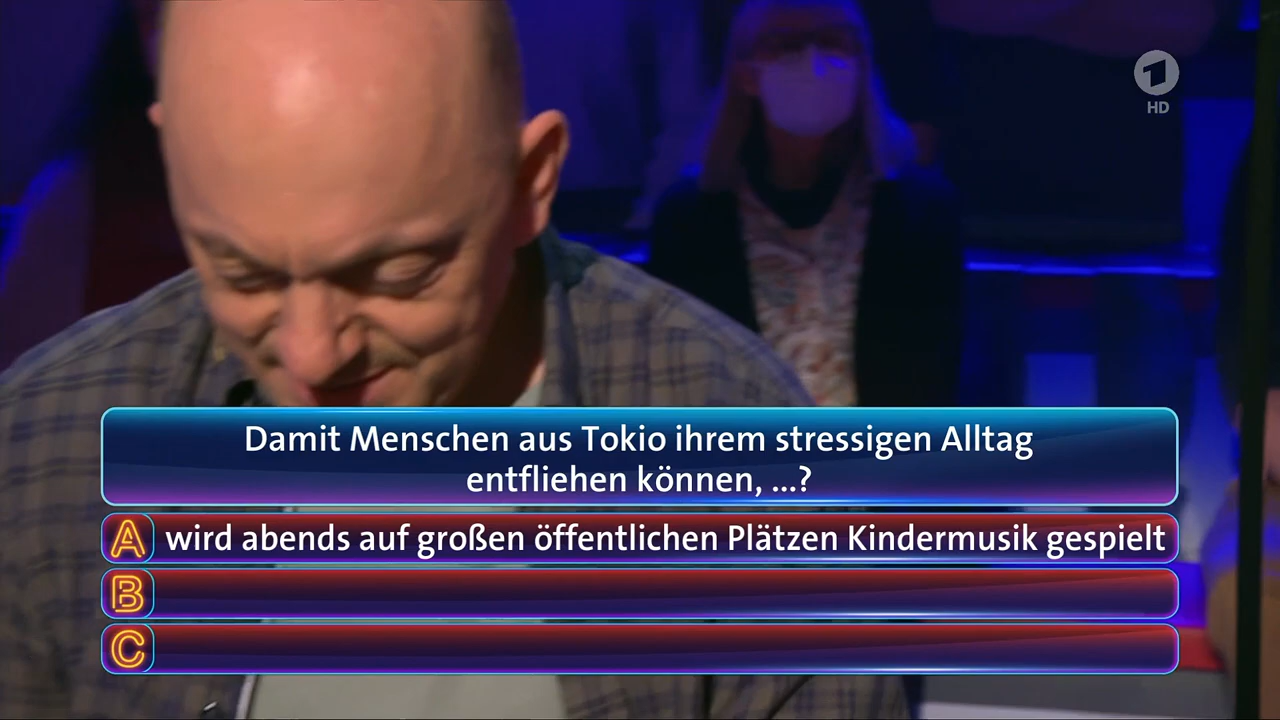 1
HD
Damit Menschen aus Tokio ihrem stressigen Alltag
entfliehen können, ...?
A wird abends auf großen öffentlichen Plätzen Kindermusik gespielt
B
C